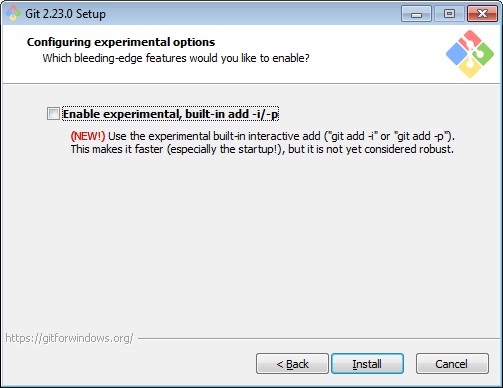 Git 2.23.0 Setup
Configuring experimental options
Which bleeding-edge features would you like to enable?
Enable experimental, built-in add -i/-p
(NEW!) Use the experimental built-in interactive add ("git add -i" or "git add -p").
This makes it faster (especially the startup!), but it is not yet considered robust.
https://gitforwindows.org/
< Back
Install
Cancel